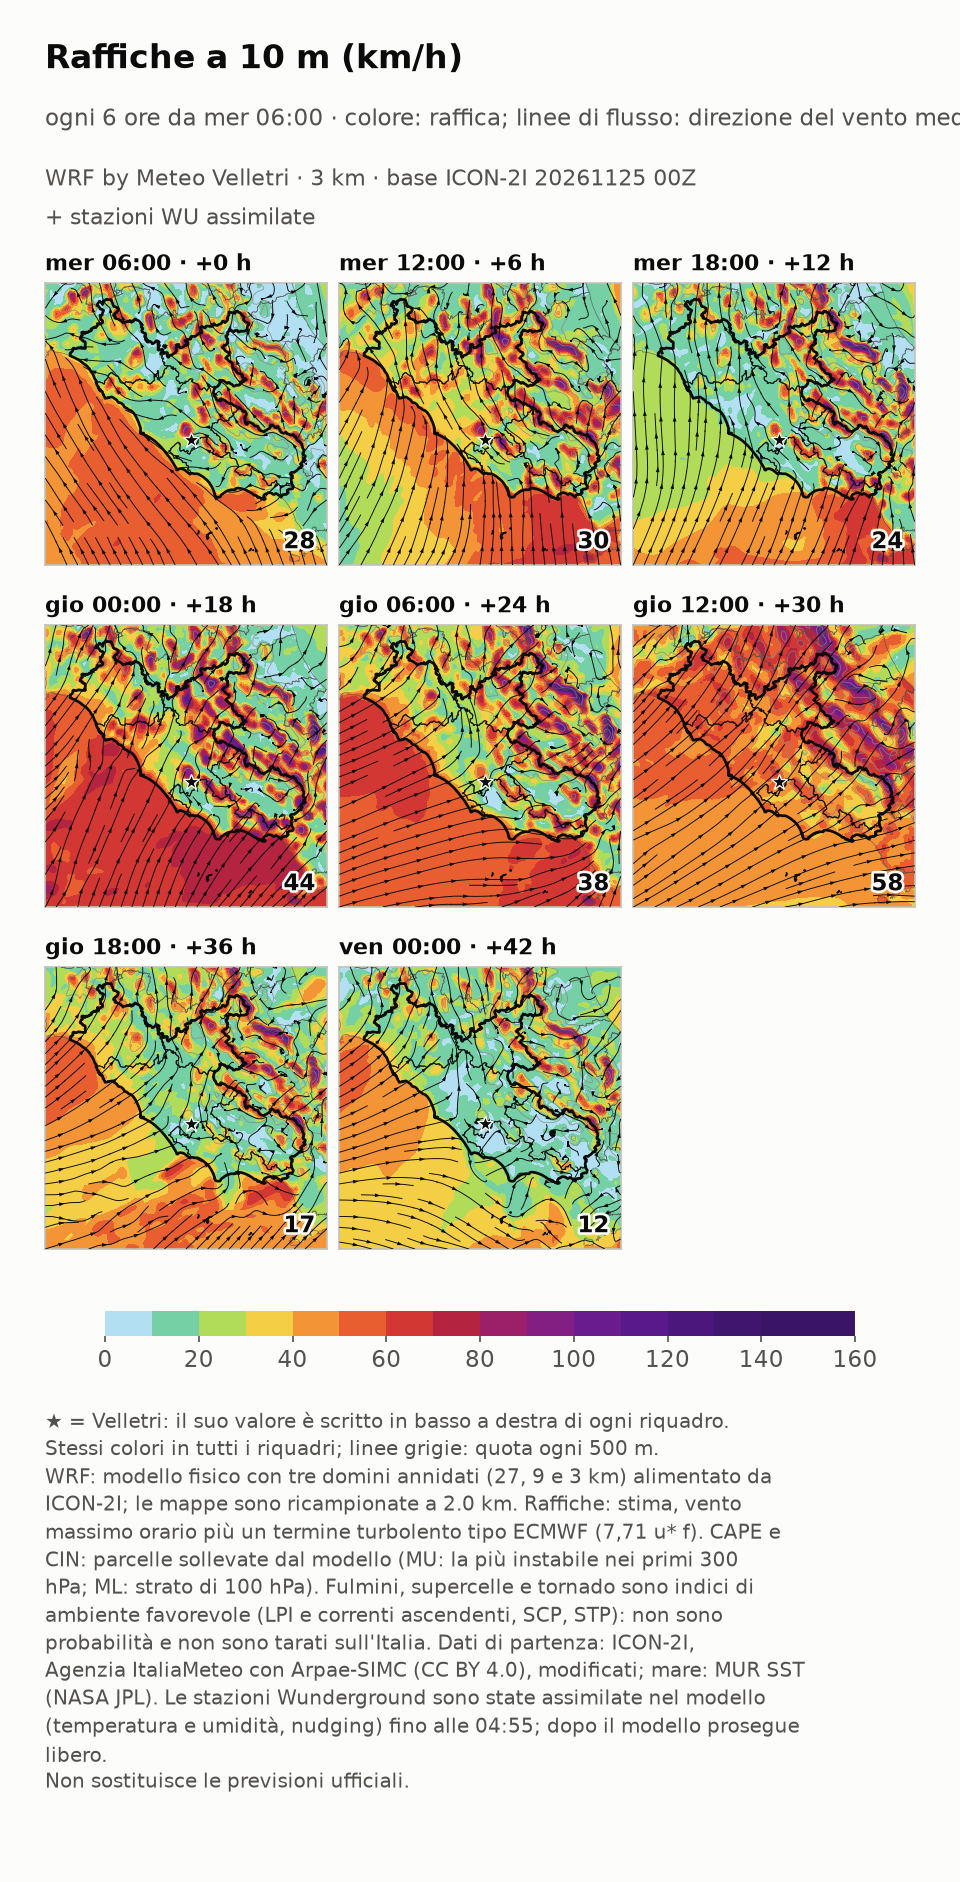 Raffiche a 10 m (km/h)
ogni 6 ore da mer 06:00 · colore: raffica; linee di flusso: direzione del vento med
WRF by Meteo Velletri · 3 km · base ICON-2I 20261125 00Z
+ stazioni WU assimilate
mer 06:00 · +0 h
mer 12:00 · +6 h
mer 18:00 · +12 h
28
30
24
gio 00:00 · +18 h
gio 06:00 · +24 h
gio 12:00 · +30 h
44
38
58
gio 18:00 · +36 h
ven 00:00 · +42 h
17
12
0 20 40 60 80 100 120 140 160
★ = Velletri: il suo valore è scritto in basso a destra di ogni riquadro.
Stessi colori in tutti i riquadri; linee grigie: quota ogni 500 m.
WRF: modello fisico con tre domini annidati (27, 9 e 3 km) alimentato da
ICON-2I; le mappe sono ricampionate a 2.0 km. Raffiche: stima, vento
massimo orario più un termine turbolento tipo ECMWF (7,71 u* f). CAPE e
CIN: parcelle sollevate dal modello (MU: la più instabile nei primi 300
hPa; ML: strato di 100 hPa). Fulmini, supercelle e tornado sono indici di
ambiente favorevole (LPI e correnti ascendenti, SCP, STP): non sono
probabilità e non sono tarati sull'Italia. Dati di partenza: ICON-2I,
Agenzia ItaliaMeteo con Arpae-SIMC (CC BY 4.0), modificati; mare: MUR SST
(NASA JPL). Le stazioni Wunderground sono state assimilate nel modello
(temperatura e umidità, nudging) fino alle 04:55; dopo il modello prosegue
libero.
Non sostituisce le previsioni ufficiali.